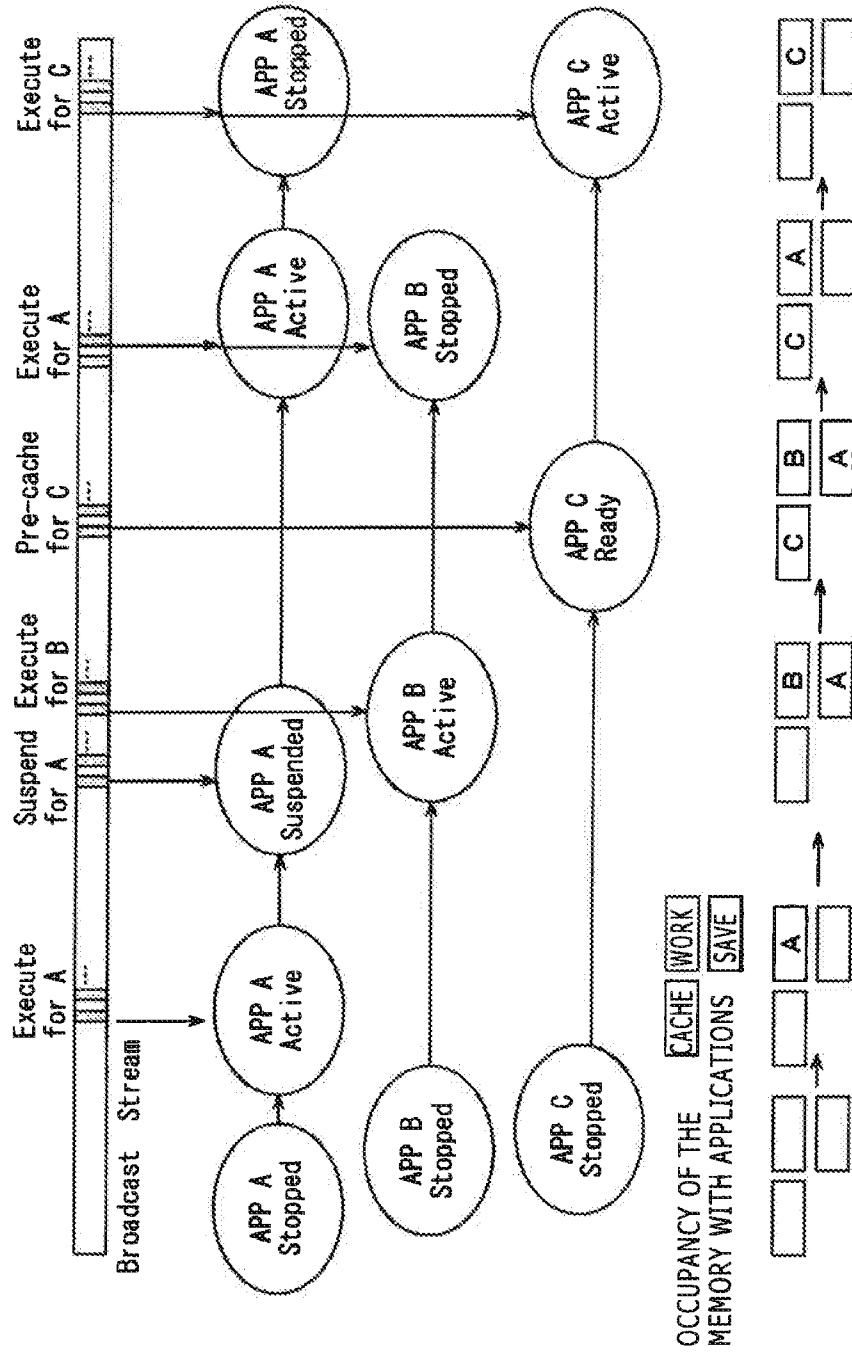 Execute
for A
Suspend
for A
Execute
for B
Pre-cache
for C
Execute
for A
Execute
for C
Broadcast Stream
APP A
Stopped
APP A
Active
APP A
Suspended
APP A
Active
APP A
Stopped
APP B
Stopped
APP B
Active
APP B
Stopped
APP C
Stopped
APP C
Ready
APP C
Active
OCCUPANCY OF THE
MEMORY WITH APPLICATIONS
CACHE WORK
SAVE
A
B
A
C B
A
C A
C